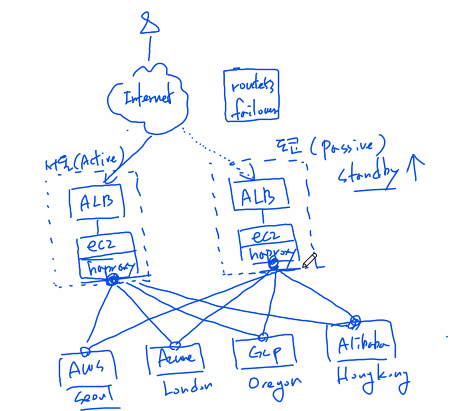 Internet
route53
failover
서울(Active)
도쿄(Passive)
standby
ALB
ec2
haproxy
ALB
ec2
haproxy
AWS
Seoul
Azure
London
GCP
Oregon
Alibaba
Hongkong